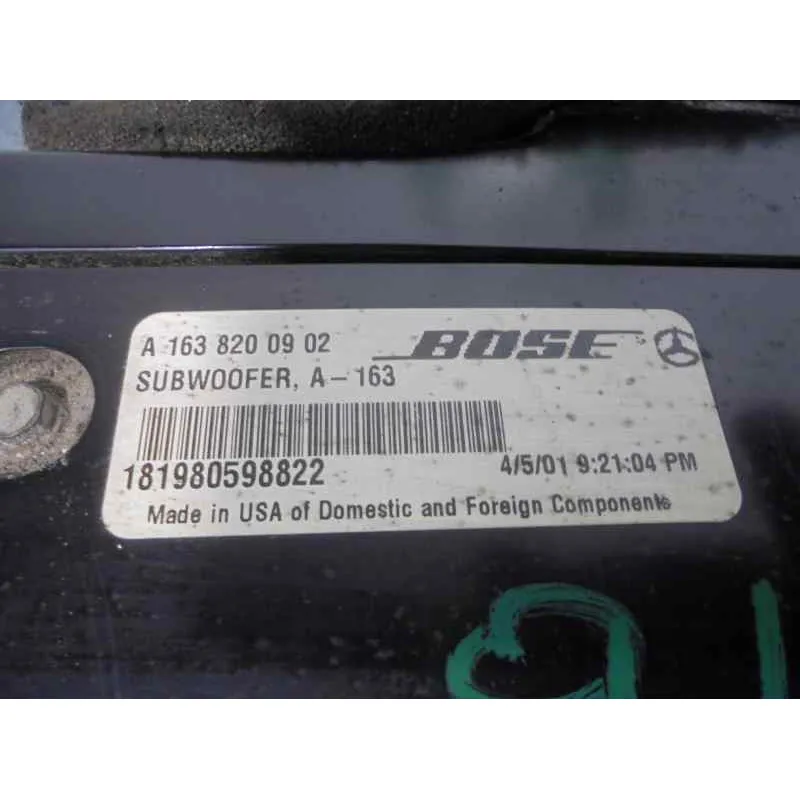 A 163 820 09 02 BOSE
SUBWOOFER, A-163
181980598822 4/5/01 9:21:04 PM
Made in USA of Domestic and Foreign Components